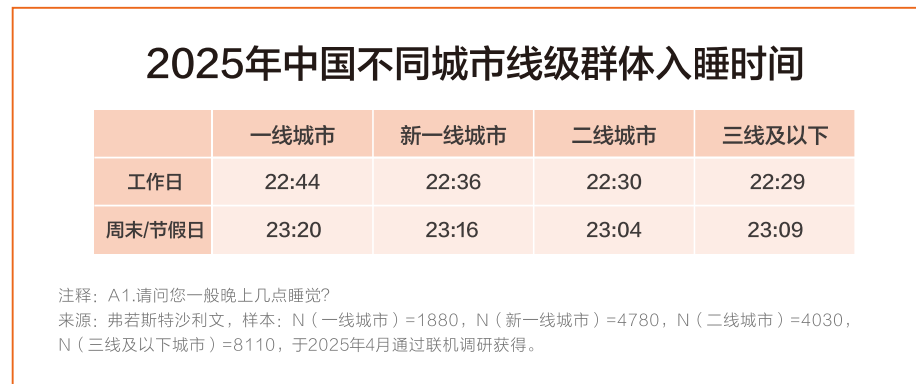 2025年中国不同城市线级群体入睡时间
一线城市 新一线城市 二线城市 三线及以下
工作日 22:44 22:36 22:30 22:29
周末/节假日 23:20 23:16 23:04 23:09
注释：A1.请问您一般晚上几点睡觉？
来源：弗若斯特沙利文，样本：N（一线城市）=1880，N（新一线城市）=4780，N（二线城市）=4030，
N（三线及以下城市）=8110，于2025年4月通过联机调研获得。